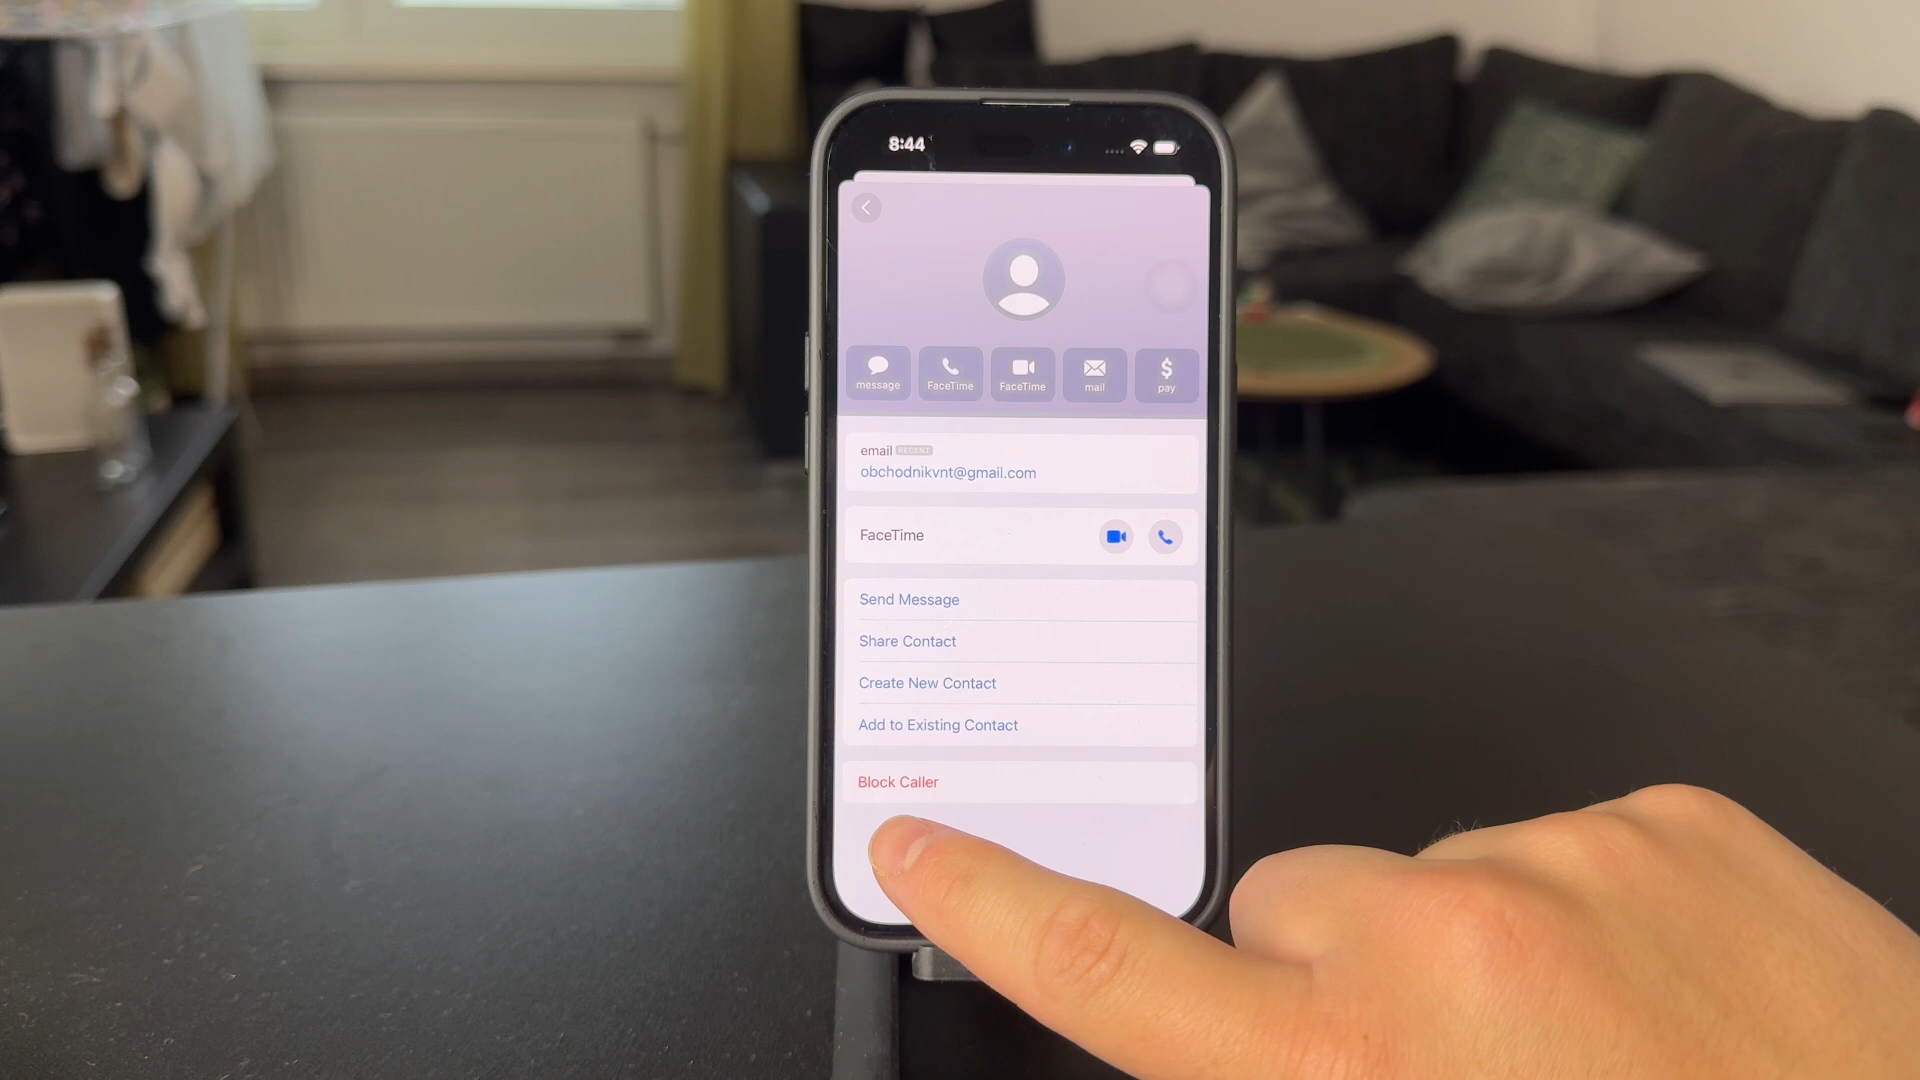 8:44
message
FaceTime
FaceTime
mail
$
pay
email RECENT
obchodnikvnt@gmail.com
FaceTime
Send Message
Share Contact
Create New Contact
Add to Existing Contact
Block Caller